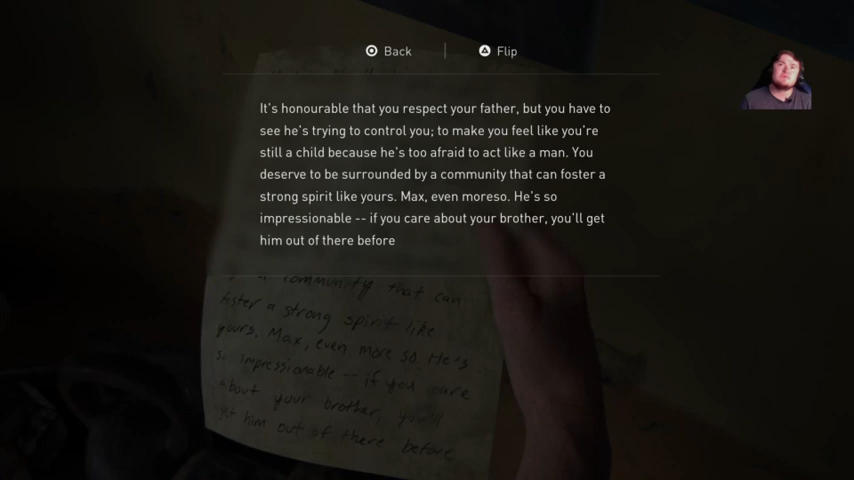 Back
Flip
It's honourable that you respect your father, but you have to
see he's trying to control you; to make you feel like you're
still a child because he's too afraid to act like a man. You
deserve to be surrounded by a community that can foster a
strong spirit like yours. Max, even moreso. He's so
impressionable -- if you care about your brother, you'll get
him out of there before
a community that can
foster a strong spirit like
yours. Max, even more so. He's
so impressionable -- if you care
about your brother, you'll
get him out of there before